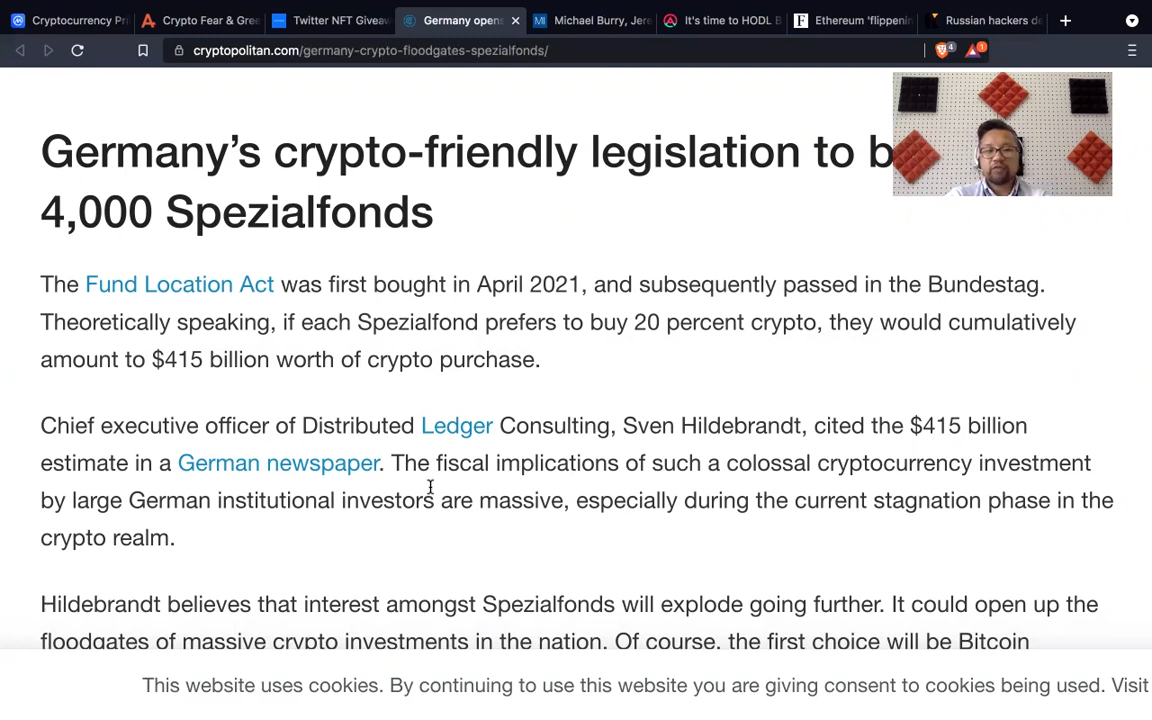 Cryptocurrency Pri
Crypto Fear & Gree
Twitter NFT Giveaw
Germany opens
Michael Burry, Jere
It's time to HODL B
Ethereum 'flippenin
Russian hackers de
cryptopolitan.com/germany-crypto-floodgates-spezialfonds/
4
1
Germany's crypto-friendly legislation to b
4,000 Spezialfonds
The Fund Location Act was first bought in April 2021, and subsequently passed in the Bundestag.
Theoretically speaking, if each Spezialfond prefers to buy 20 percent crypto, they would cumulatively
amount to $415 billion worth of crypto purchase.
Chief executive officer of Distributed Ledger Consulting, Sven Hildebrandt, cited the $415 billion
estimate in a German newspaper. The fiscal implications of such a colossal cryptocurrency investment
by large German institutional investors are massive, especially during the current stagnation phase in the
crypto realm.
Hildebrandt believes that interest amongst Spezialfonds will explode going further. It could open up the
floodgates of massive crypto investments in the nation. Of course, the first choice will be Bitcoin
This website uses cookies. By continuing to use this website you are giving consent to cookies being used. Visit